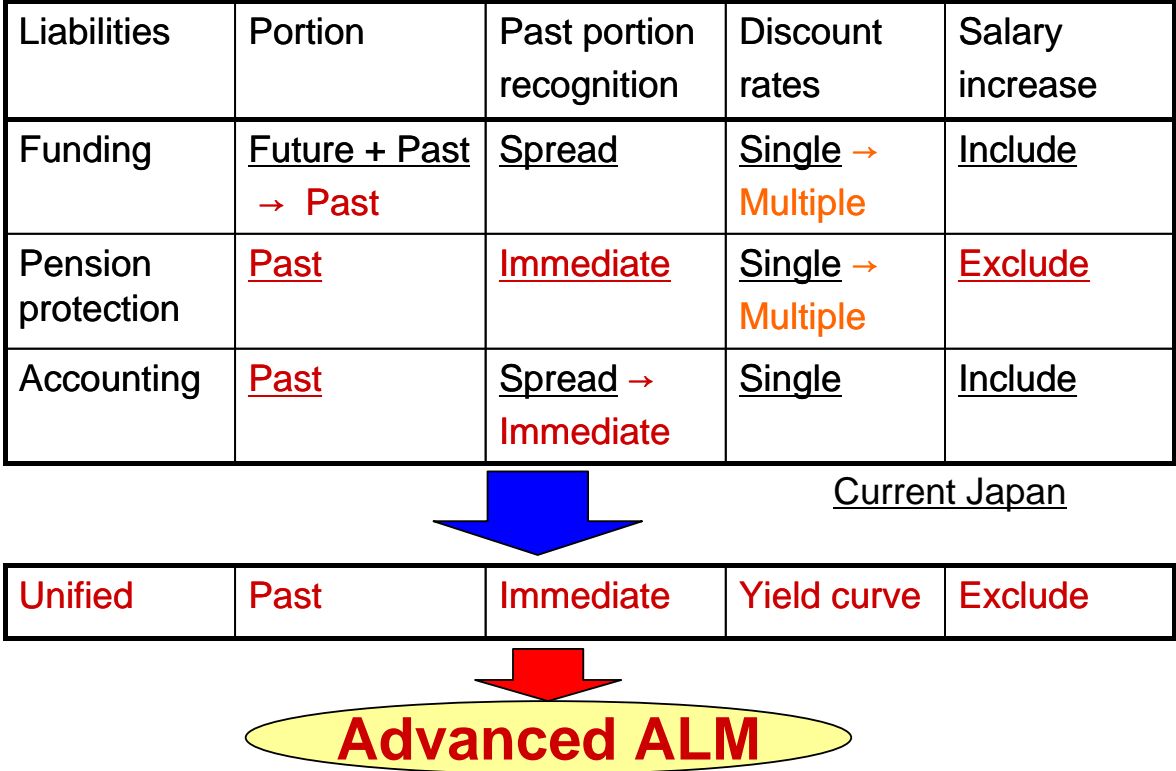 Liabilities Portion Past portion recognition Discount rates Salary increase
Funding Future + Past → Past Spread Single → Multiple Include
Pension protection Past Immediate Single → Multiple Exclude
Accounting Past Spread → Immediate Single Include
Current Japan
Unified Past Immediate Yield curve Exclude
Advanced ALM